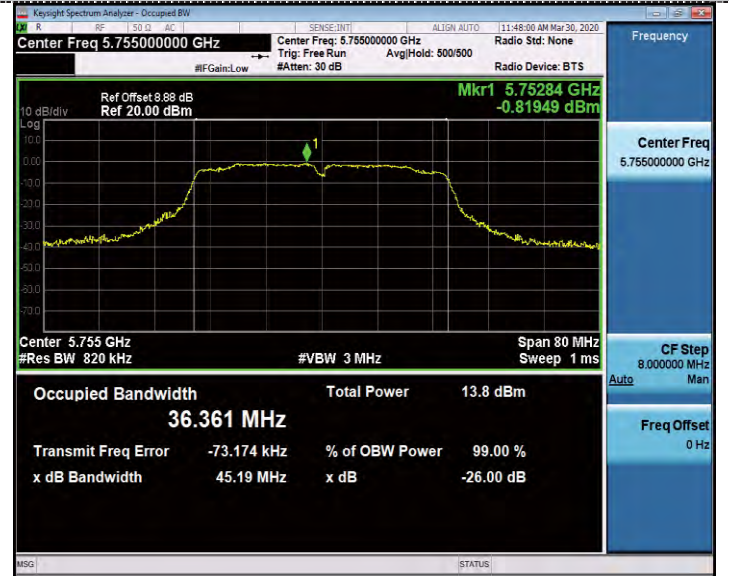 Keysight Spectrum Analyzer - Occupied BW
R RF 50 Ω AC SENSE:INT ALIGN AUTO 11:48:00 AM Mar 30, 2020
Center Freq 5.755000000 GHz
Center Freq: 5.755000000 GHz
Radio Std: None
Trig: Free Run Avg|Hold: 500/500
#IFGain:Low
#Atten: 30 dB
Radio Device: BTS
Ref Offset 8.88 dB
10 dB/div Ref 20.00 dBm
Mkr1 5.75284 GHz
-0.81949 dBm
Log
10.0
0.00
-10.0
-20.0
-30.0
-40.0
-50.0
-60.0
-70.0
1
Center 5.755 GHz Span 80 MHz
#Res BW 820 kHz #VBW 3 MHz Sweep 1 ms
Occupied Bandwidth Total Power 13.8 dBm
36.361 MHz
Transmit Freq Error -73.174 kHz % of OBW Power 99.00 %
x dB Bandwidth 45.19 MHz x dB -26.00 dB
Frequency
Center Freq
5.755000000 GHz
CF Step
8.000000 MHz
Auto Man
Freq Offset
0 Hz
MSG STATUS